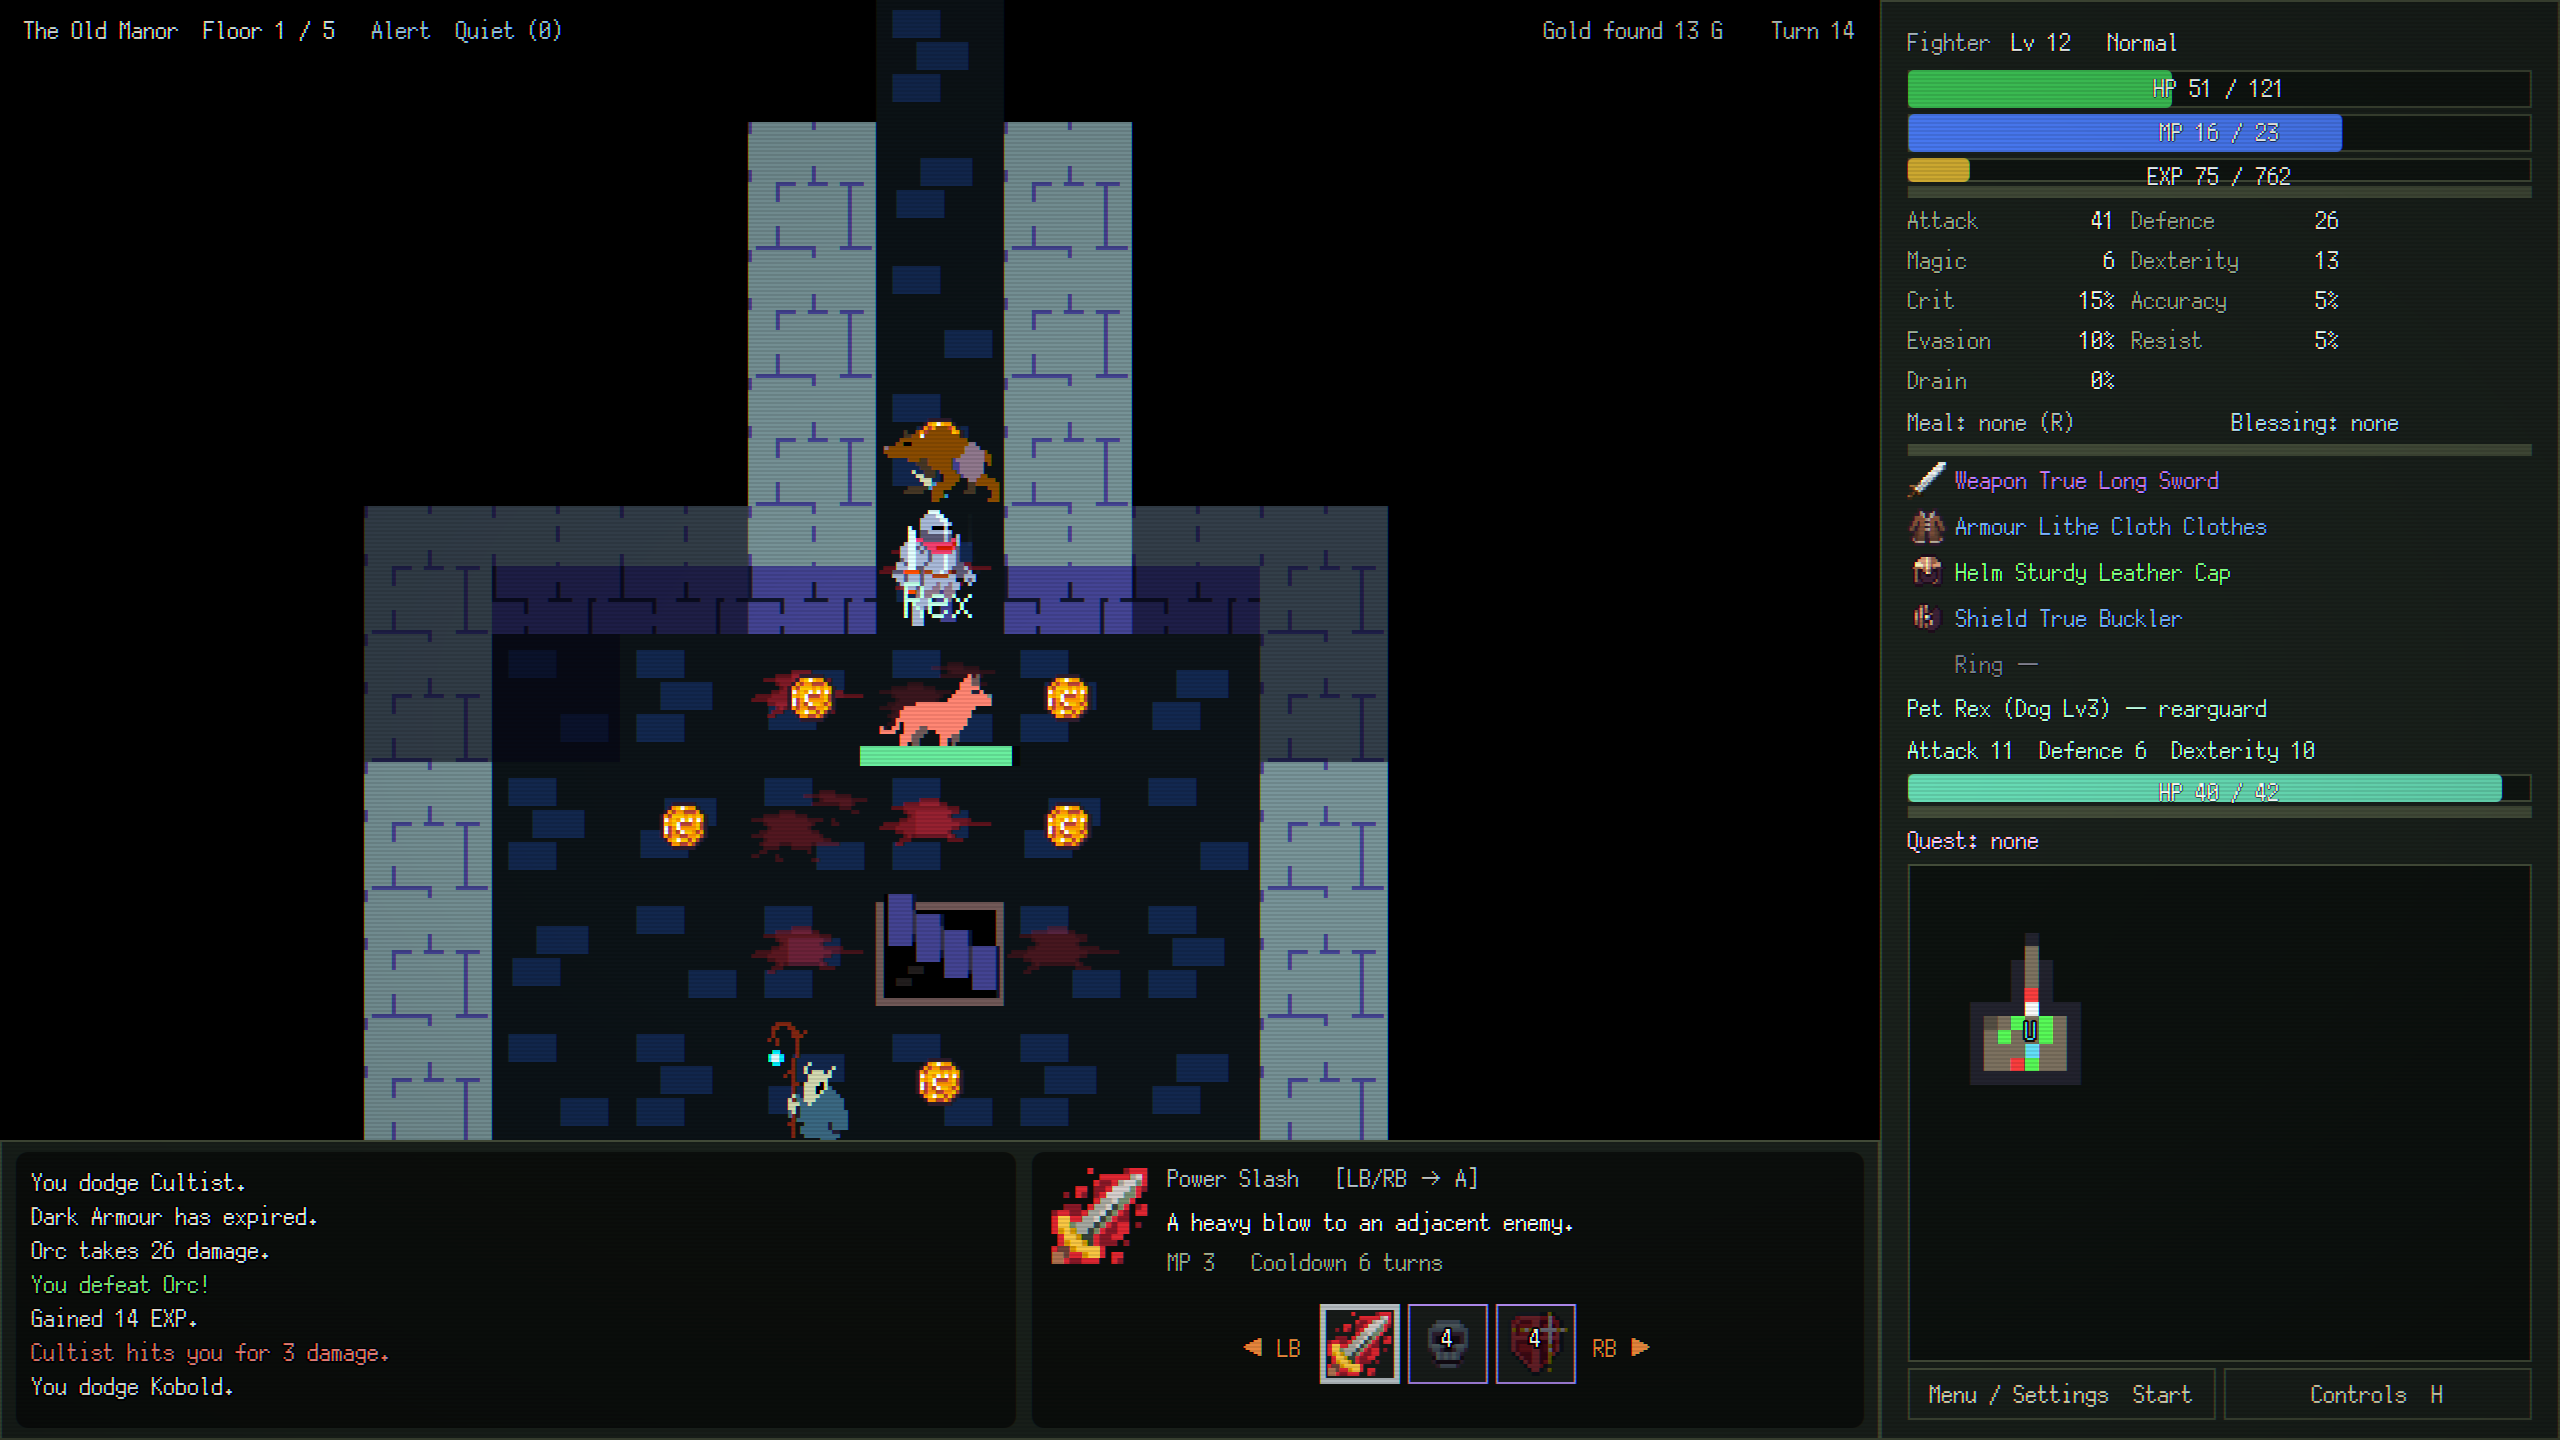 The Old Manor Floor 1 / 5 Alert Quiet (0)
Gold found 13 G Turn 14
Rex
You dodge Cultist.
Dark Armour has expired.
Orc takes 26 damage.
You defeat Orc!
Gained 14 EXP.
Cultist hits you for 3 damage.
You dodge Kobold.
Power Slash [LB/RB → A]
A heavy blow to an adjacent enemy.
MP 3 Cooldown 6 turns
◀ LB 4 4 RB ▶
Fighter Lv 12 Normal
HP 51 / 121
MP 16 / 23
EXP 75 / 762
Attack 41 Defence 26
Magic 6 Dexterity 13
Crit 15% Accuracy 5%
Evasion 10% Resist 5%
Drain 0%
Meal: none (R) Blessing: none
Weapon True Long Sword
Armour Lithe Cloth Clothes
Helm Sturdy Leather Cap
Shield True Buckler
Ring —
Pet Rex (Dog Lv3) — rearguard
Attack 11 Defence 6 Dexterity 10
HP 40 / 42
Quest: none
Menu / Settings Start
Controls H